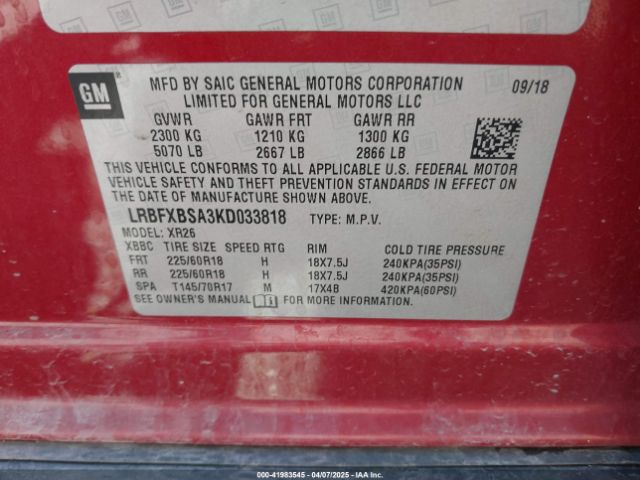 GM
MFD BY SAIC GENERAL MOTORS CORPORATION 09/18
LIMITED FOR GENERAL MOTORS LLC
GVWR GAWR FRT GAWR RR
2300 KG 1210 KG 1300 KG
5070 LB 2667 LB 2866 LB
THIS VEHICLE CONFORMS TO ALL APPLICABLE U.S. FEDERAL MOTOR
VEHICLE SAFETY AND THEFT PREVENTION STANDARDS IN EFFECT ON
THE DATE OF MANUFACTURE SHOWN ABOVE.
LRBFXBSA3KD033818 TYPE: M.P.V.
MODEL: XR26
XBBC TIRE SIZE SPEED RTG RIM COLD TIRE PRESSURE
FRT 225/60R18 H 18X7.5J 240KPA(35PSI)
RR 225/60R18 H 18X7.5J 240KPA(35PSI)
SPA T145/70R17 M 17X4B 420KPA(60PSI)
SEE OWNER'S MANUAL FOR ADDITIONAL INFORMATION
000-41983545 - 04/07/2025 - IAAI.COM